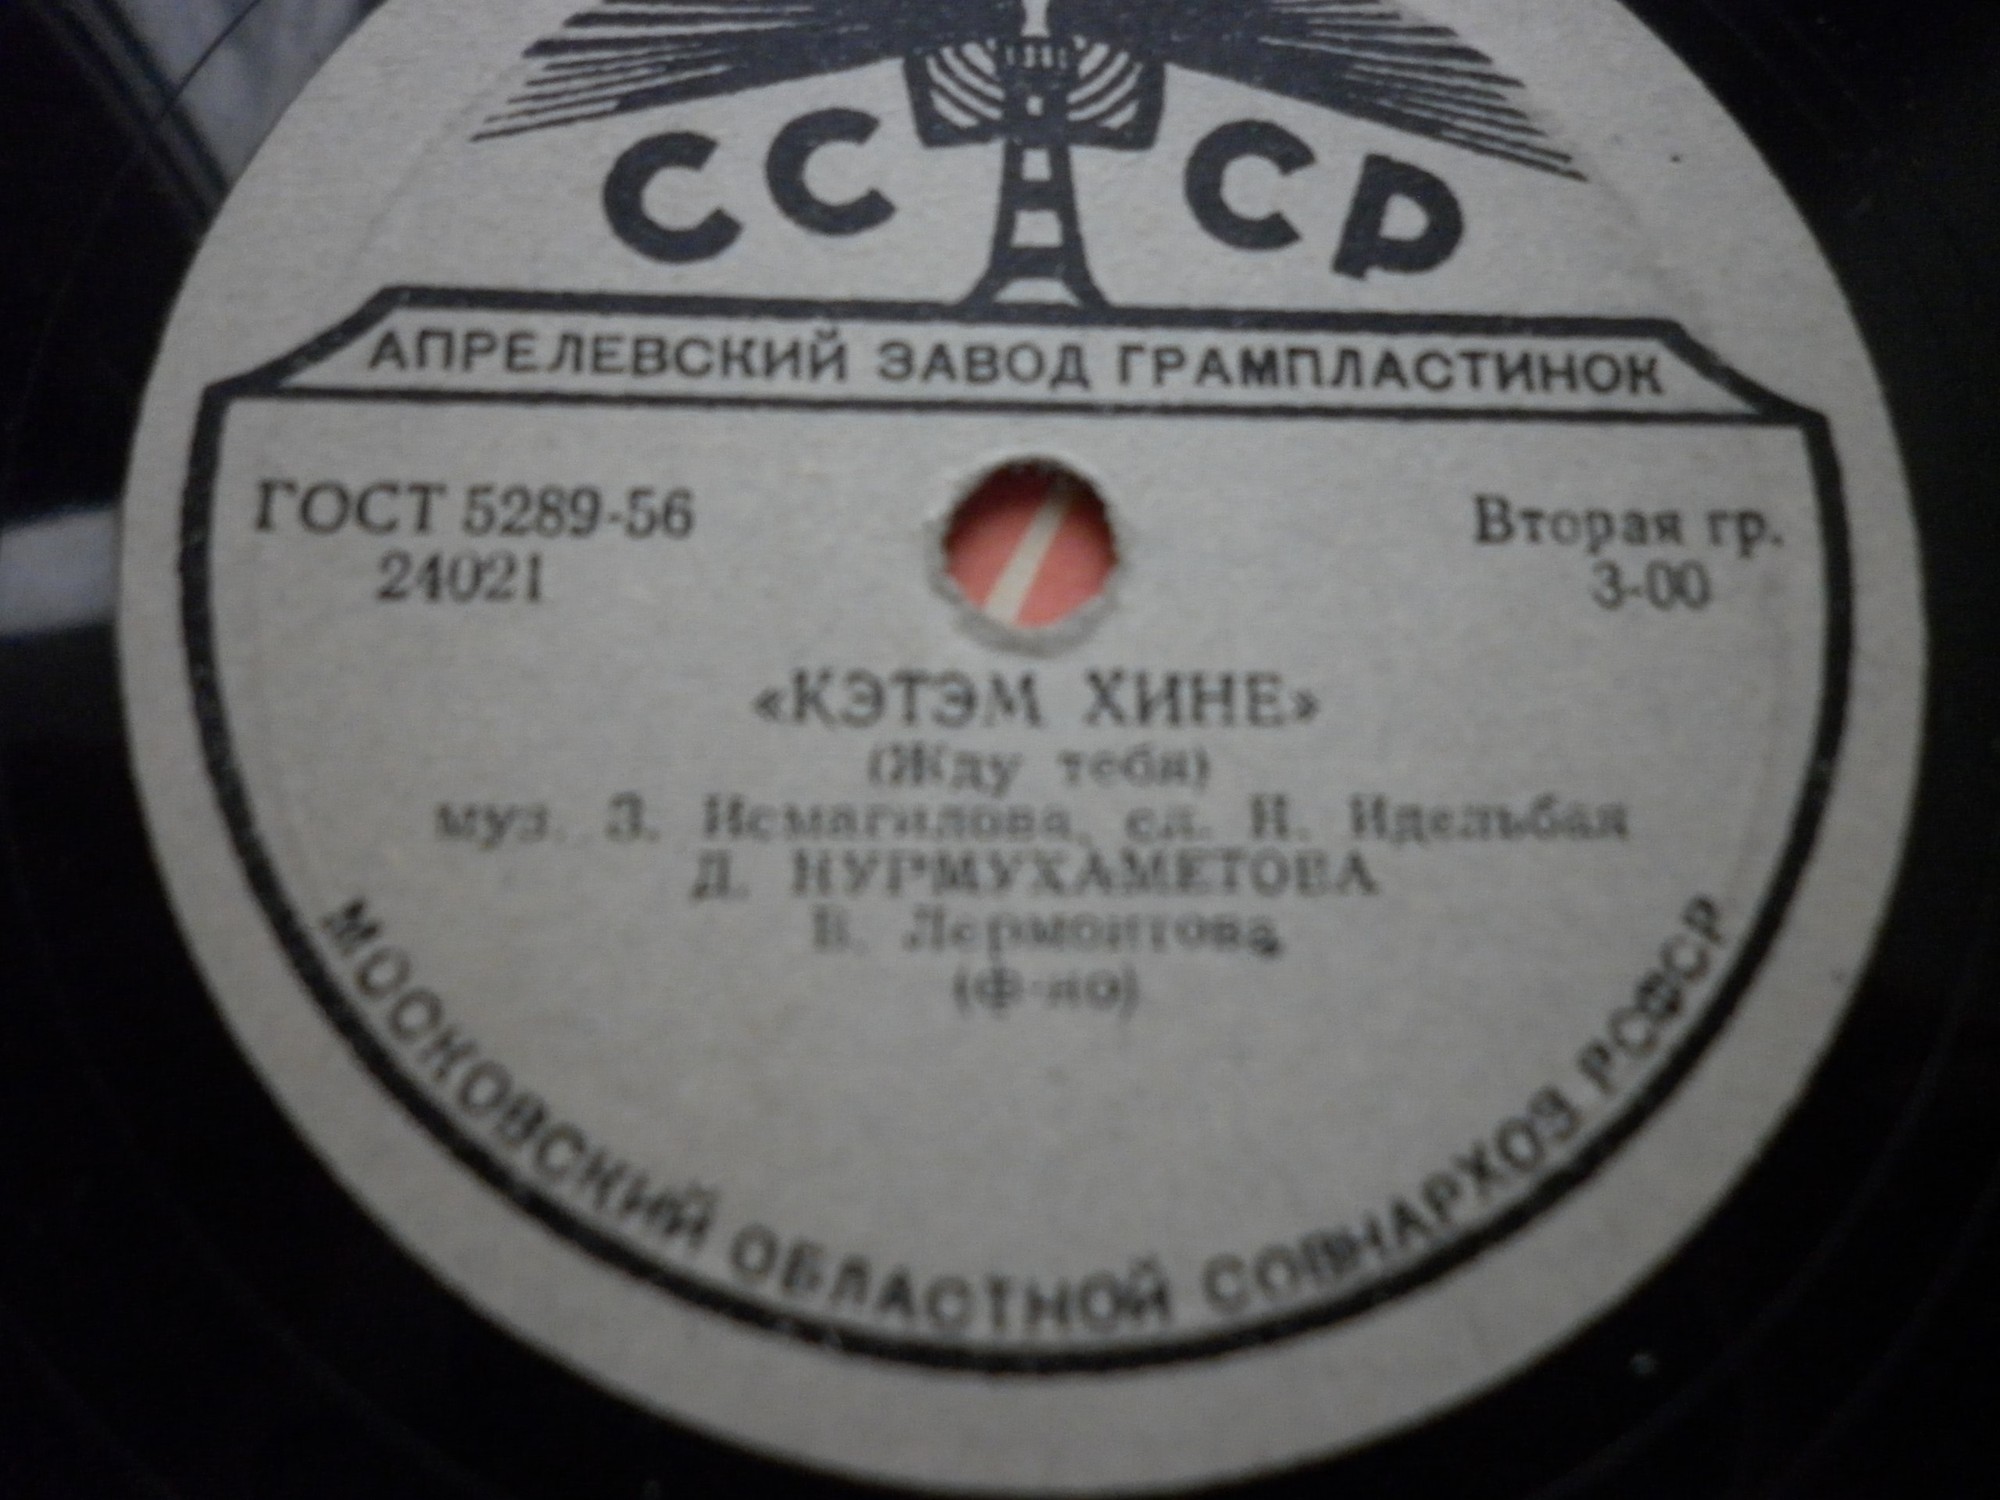 СССР
АПРЕЛЕВСКИЙ ЗАВОД ГРАМПЛАСТИНОК
ГОСТ 5289-56
24021
Вторая гр.
3-00
«КЭТЭМ ХИНЕ»
(Жду тебя)
муз. З. Исмагилова, сл. Н. Идельбая
Д. НУРМУХАМЕТОВА
В. Лермонтова
(Ф-но)
МОСКОВСКИЙ ОБЛАСТНОЙ СОВНАРХОЗ РСФСР